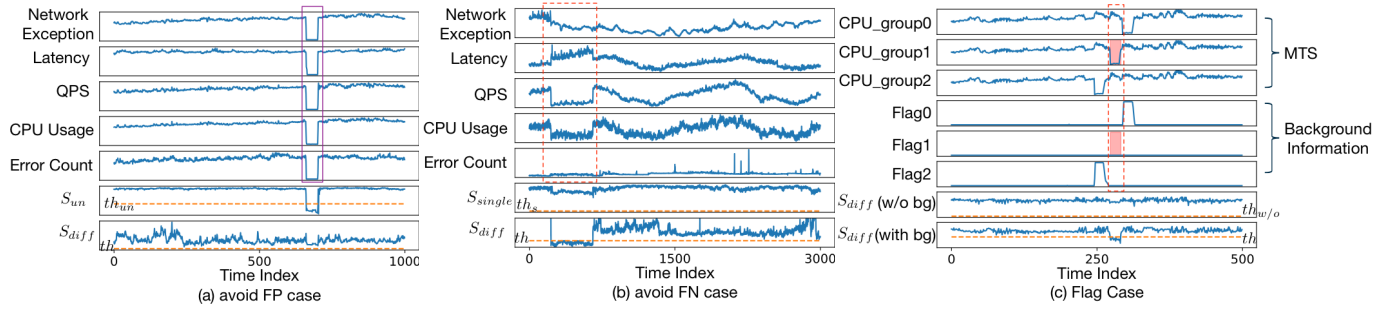 Network
Exception
Latency
QPS
CPU Usage
Error Count
S_un
th_un
S_diff
th
0
500
1000
Time Index
(a) avoid FP case
Network
Exception
Latency
QPS
CPU Usage
Error Count
S_single
th_s
S_diff
th
0
1500
3000
Time Index
(b) avoid FN case
CPU_group0
CPU_group1
CPU_group2
MTS
Flag0
Flag1
Flag2
Background
Information
S_diff (w/o bg)
th_w/o
S_diff(with bg)
th
0
250
500
Time Index
(c) Flag Case